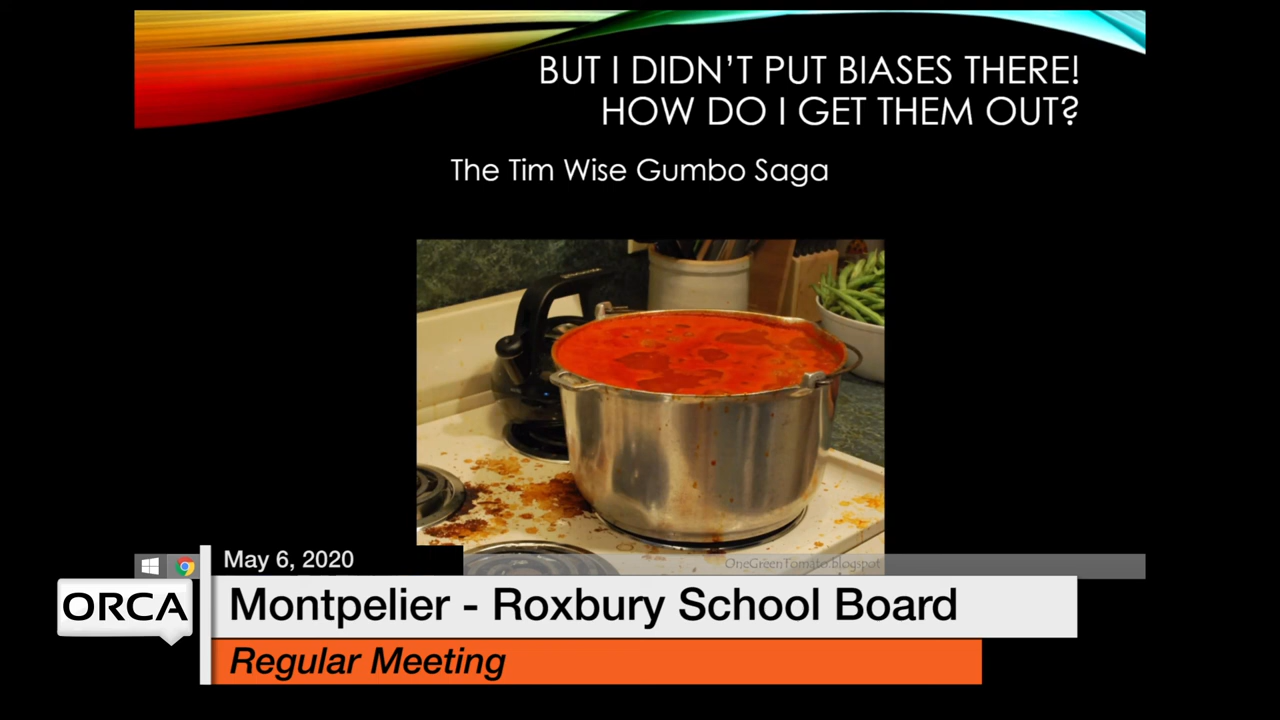 BUT I DIDN'T PUT BIASES THERE!
HOW DO I GET THEM OUT?
The Tim Wise Gumbo Saga
OneGreenTomato.blogspot
May 6, 2020
ORCA
Montpelier - Roxbury School Board
Regular Meeting